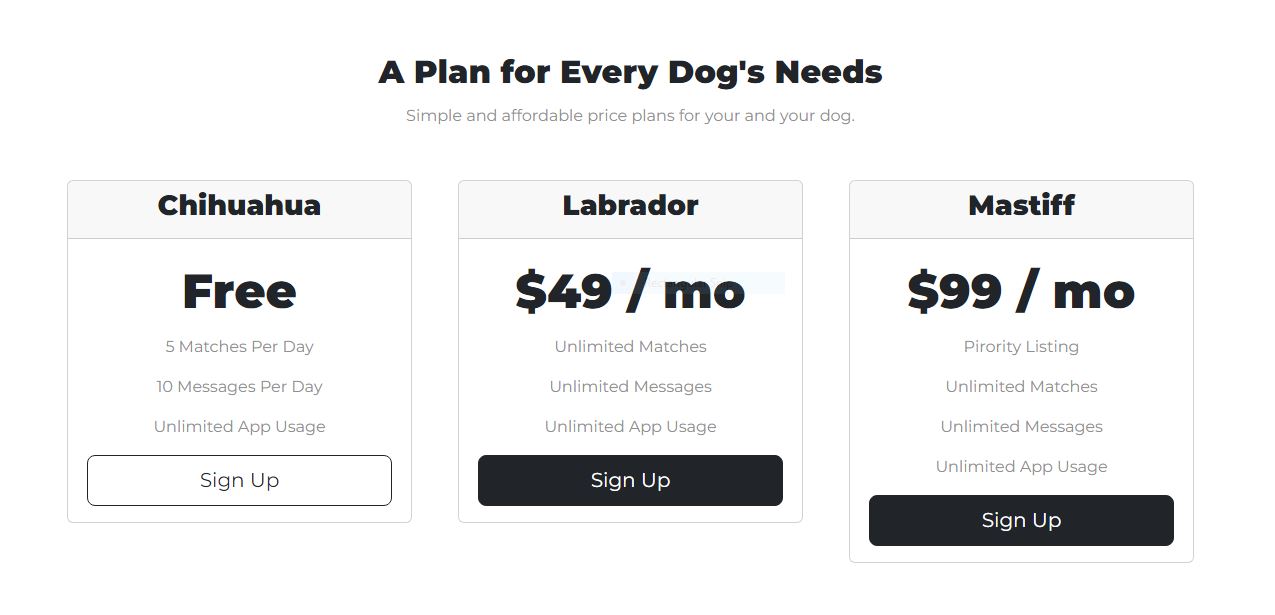 A Plan for Every Dog's Needs
Simple and affordable price plans for your and your dog.
Chihuahua
Free
5 Matches Per Day
10 Messages Per Day
Unlimited App Usage
Sign Up
Labrador
$49 / mo
Unlimited Matches
Unlimited Messages
Unlimited App Usage
Sign Up
Mastiff
$99 / mo
Pirority Listing
Unlimited Matches
Unlimited Messages
Unlimited App Usage
Sign Up